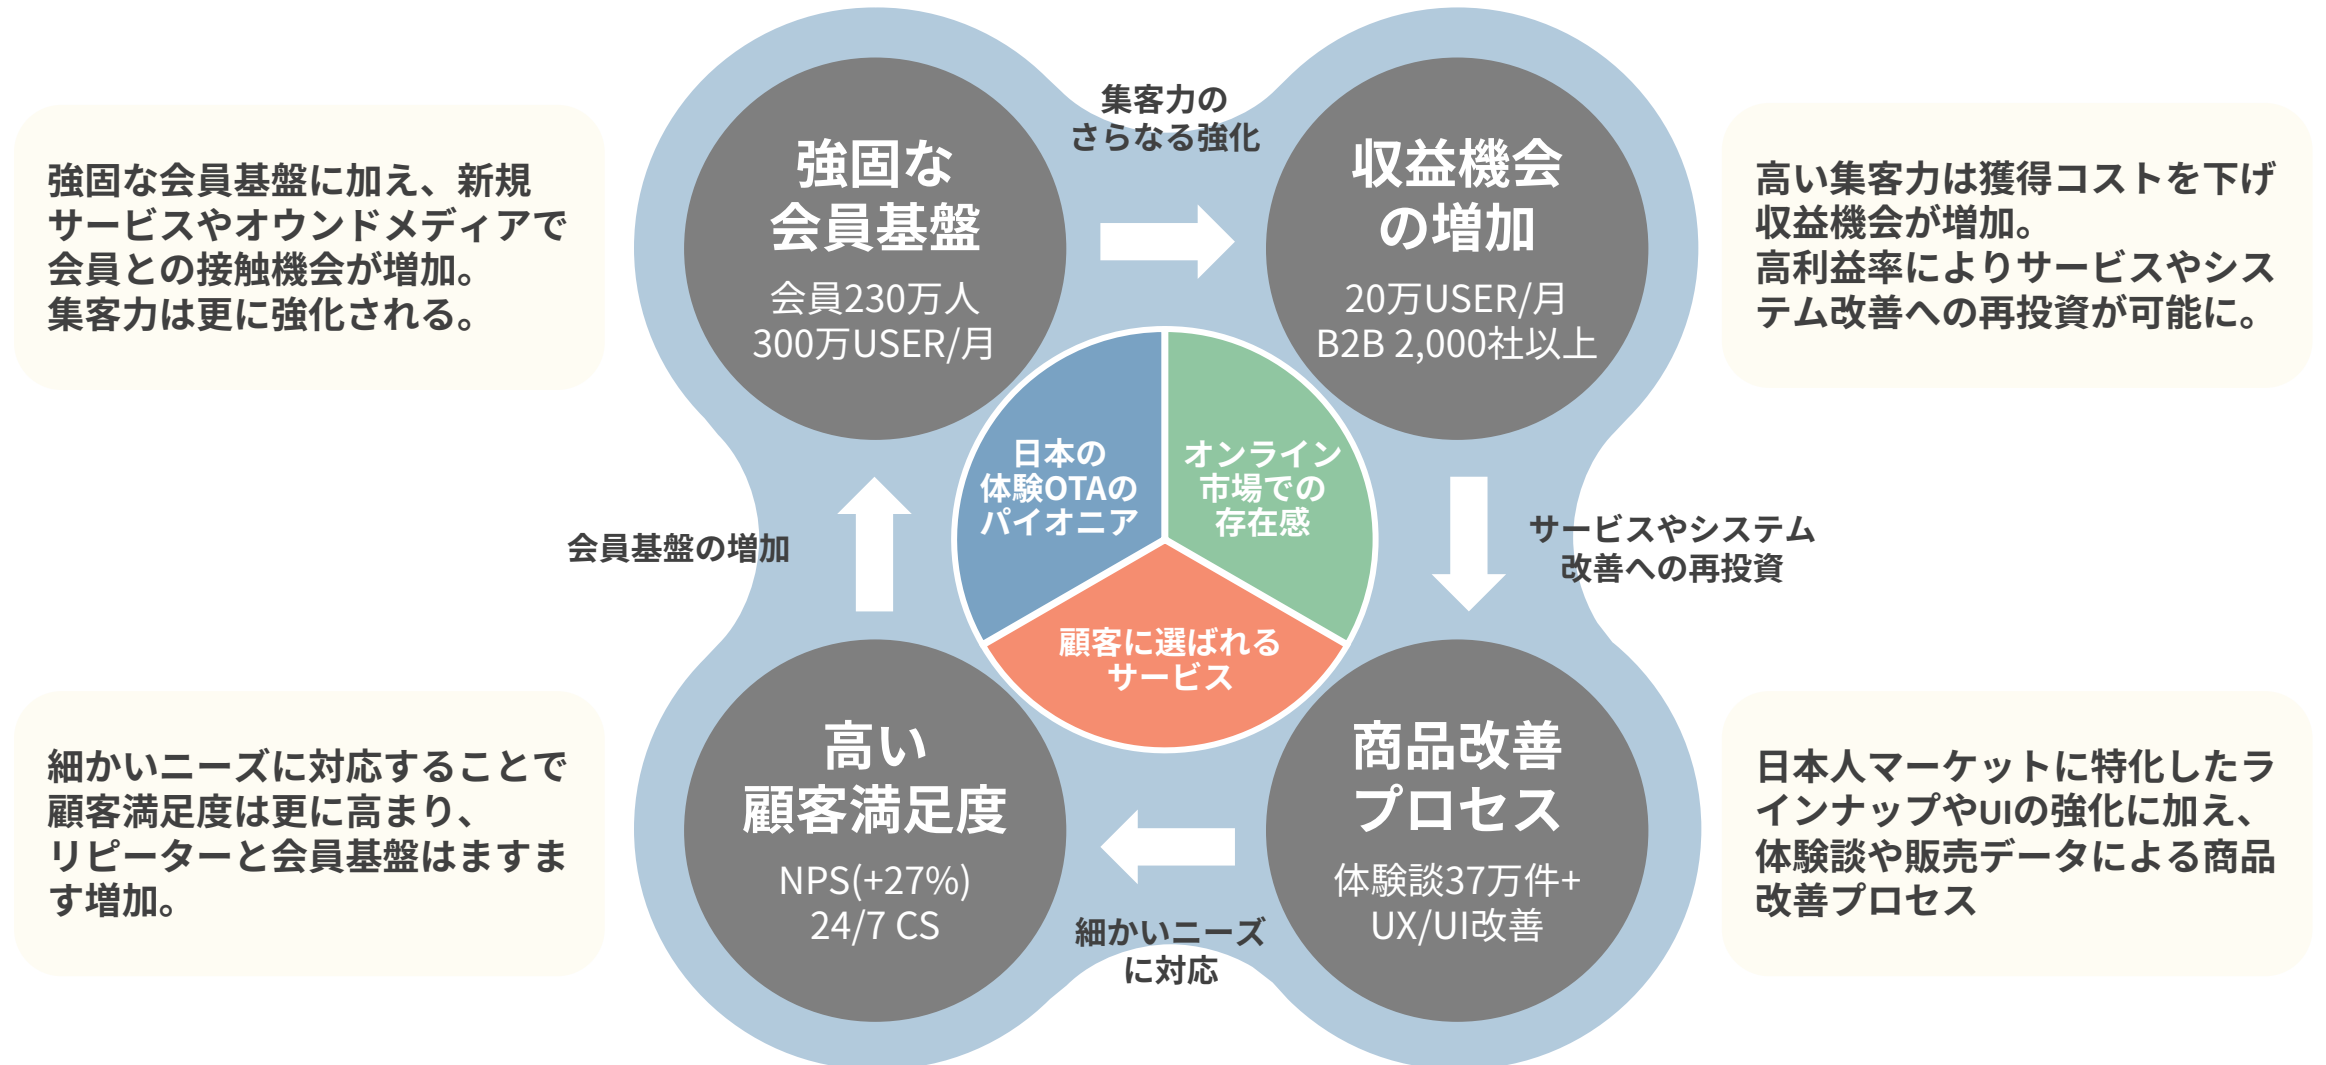 強固な会員基盤に加え、新規
サービスやオウンドメディアで
会員との接触機会が増加。
集客力は更に強化される。
強固な
会員基盤
会員230万人
300万USER/月
集客力の
さらなる強化
収益機会
の増加
20万USER/月
B2B 2,000社以上
高い集客力は獲得コストを下げ
収益機会が増加。
高利益率によりサービスやシス
テム改善への再投資が可能に。
会員基盤の増加
日本の
体験OTAの
パイオニア
オンライン
市場での
存在感
顧客に選ばれる
サービス
サービスやシステム
改善への再投資
細かいニーズに対応することで
顧客満足度は更に高まり、
リピーターと会員基盤はますま
す増加。
高い
顧客満足度
NPS(+27%)
24/7 CS
細かいニーズ
に対応
商品改善
プロセス
体験談37万件+
UX/UI改善
日本人マーケットに特化したラ
インナップやUIの強化に加え、
体験談や販売データによる商品
改善プロセス